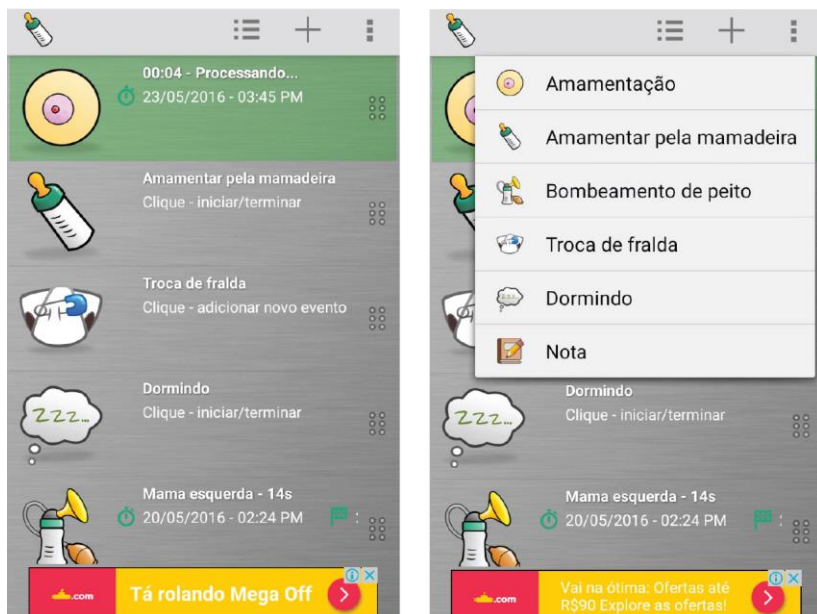 00:04 - Processando...
23/05/2016 - 03:45 PM
Amamentar pela mamadeira
Clique - iniciar/terminar
Troca de fralda
Clique - adicionar novo evento
Dormindo
Clique - iniciar/terminar
zzz...
Mama esquerda - 14s
20/05/2016 - 02:24 PM
.com
Tá rolando Mega Off
Amamentação
Amamentar pela mamadeira
Bombeamento de peito
Troca de fralda
Dormindo
Nota
Dormindo
Clique - iniciar/terminar
zzz...
Mama esquerda - 14s
20/05/2016 - 02:24 PM
.com
Vai na ótima: Ofertas até
R$90 Explore as ofertas!